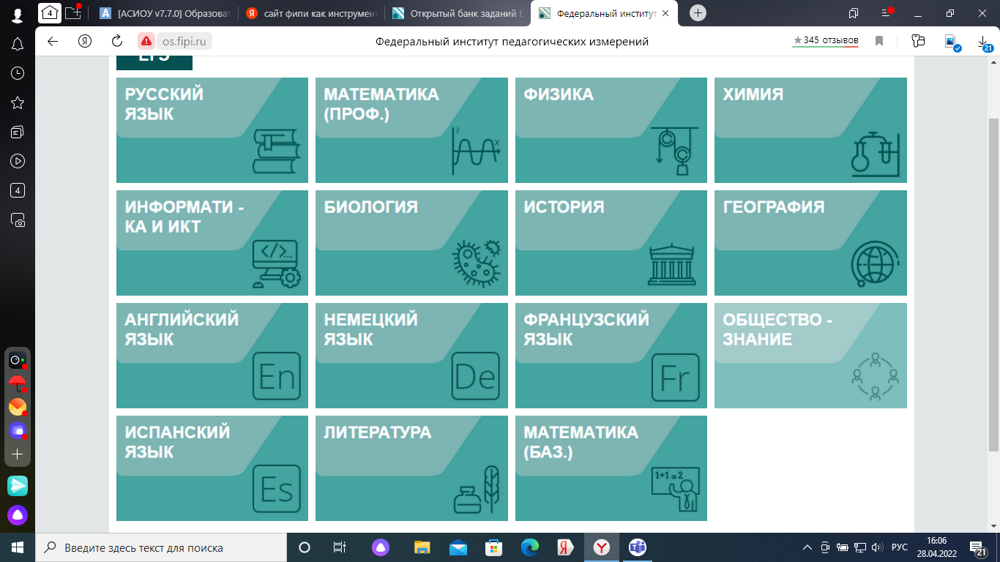 4
[АСИОУ v7.7.0] Образоват
сайт фипи как инструмент
Открытый банк заданий Е
Федеральный институт
os.fipi.ru
Федеральный институт педагогических измерений
345 отзывов
21
ЕГЭ
РУССКИЙ
ЯЗЫК
МАТЕМАТИКА
(ПРОФ.)
y
x
ФИЗИКА
ХИМИЯ
ИНФОРМАТИ -
КА И ИКТ
</>...
БИОЛОГИЯ
ИСТОРИЯ
ГЕОГРАФИЯ
АНГЛИЙСКИЙ
ЯЗЫК
En
НЕМЕЦКИЙ
ЯЗЫК
De
ФРАНЦУЗСКИЙ
ЯЗЫК
Fr
ОБЩЕСТВО -
ЗНАНИЕ
ИСПАНСКИЙ
ЯЗЫК
Es
ЛИТЕРАТУРА
МАТЕМАТИКА
(БАЗ.)
1+1=2
4
Введите здесь текст для поиска
РУС
16:06
28.04.2022
21